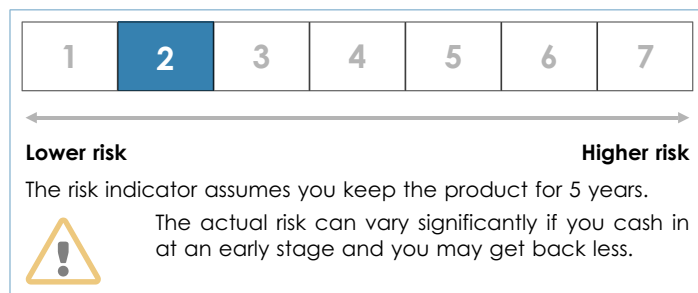 1 2 3 4 5 6 7
Lower risk Higher risk
The risk indicator assumes you keep the product for 5 years.
The actual risk can vary significantly if you cash in
at an early stage and you may get back less.